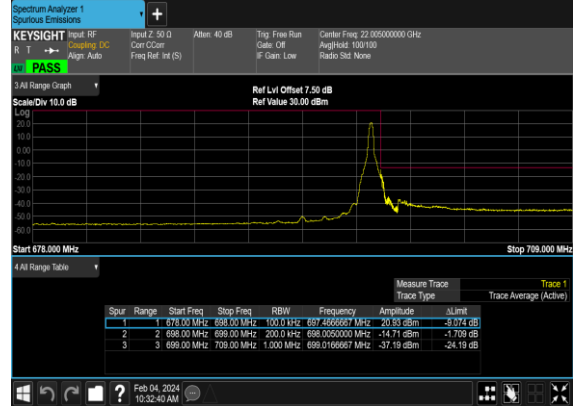 Spectrum Analyzer 1
Spurious Emissions
KEYSIGHT Input: RF Input Z: 50 Ω Atten: 40 dB Trig: Free Run Center Freq: 22.005000000 GHz
R T Coupling: DC Corr CCorr Gate: Off Avg|Hold: 100/100
Align: Auto Freq Ref: Int (S) IF Gain: Low Radio Std: None
PASS
3 All Range Graph Ref Lvl Offset 7.50 dB
Scale/Div 10.0 dB Ref Value 30.00 dBm
Log
20.0
10.0
0.00
-10.0
-20.0
-30.0
-40.0
-50.0
-60.0
Start 678.000 MHz Stop 709.000 MHz
4 All Range Table
Measure Trace Trace 1
Trace Type Trace Average (Active)
Spur Range Start Freq Stop Freq RBW Frequency Amplitude ΔLimit
1 1 678.00 MHz 698.00 MHz 100.0 kHz 697.4666667 MHz 20.93 dBm -9.074 dB
2 2 698.00 MHz 699.00 MHz 200.0 kHz 698.0050000 MHz -14.71 dBm -1.709 dB
3 3 699.00 MHz 709.00 MHz 1.000 MHz 699.0166667 MHz -37.19 dBm -24.19 dB
? Feb 04, 2024
10:32:40 AM